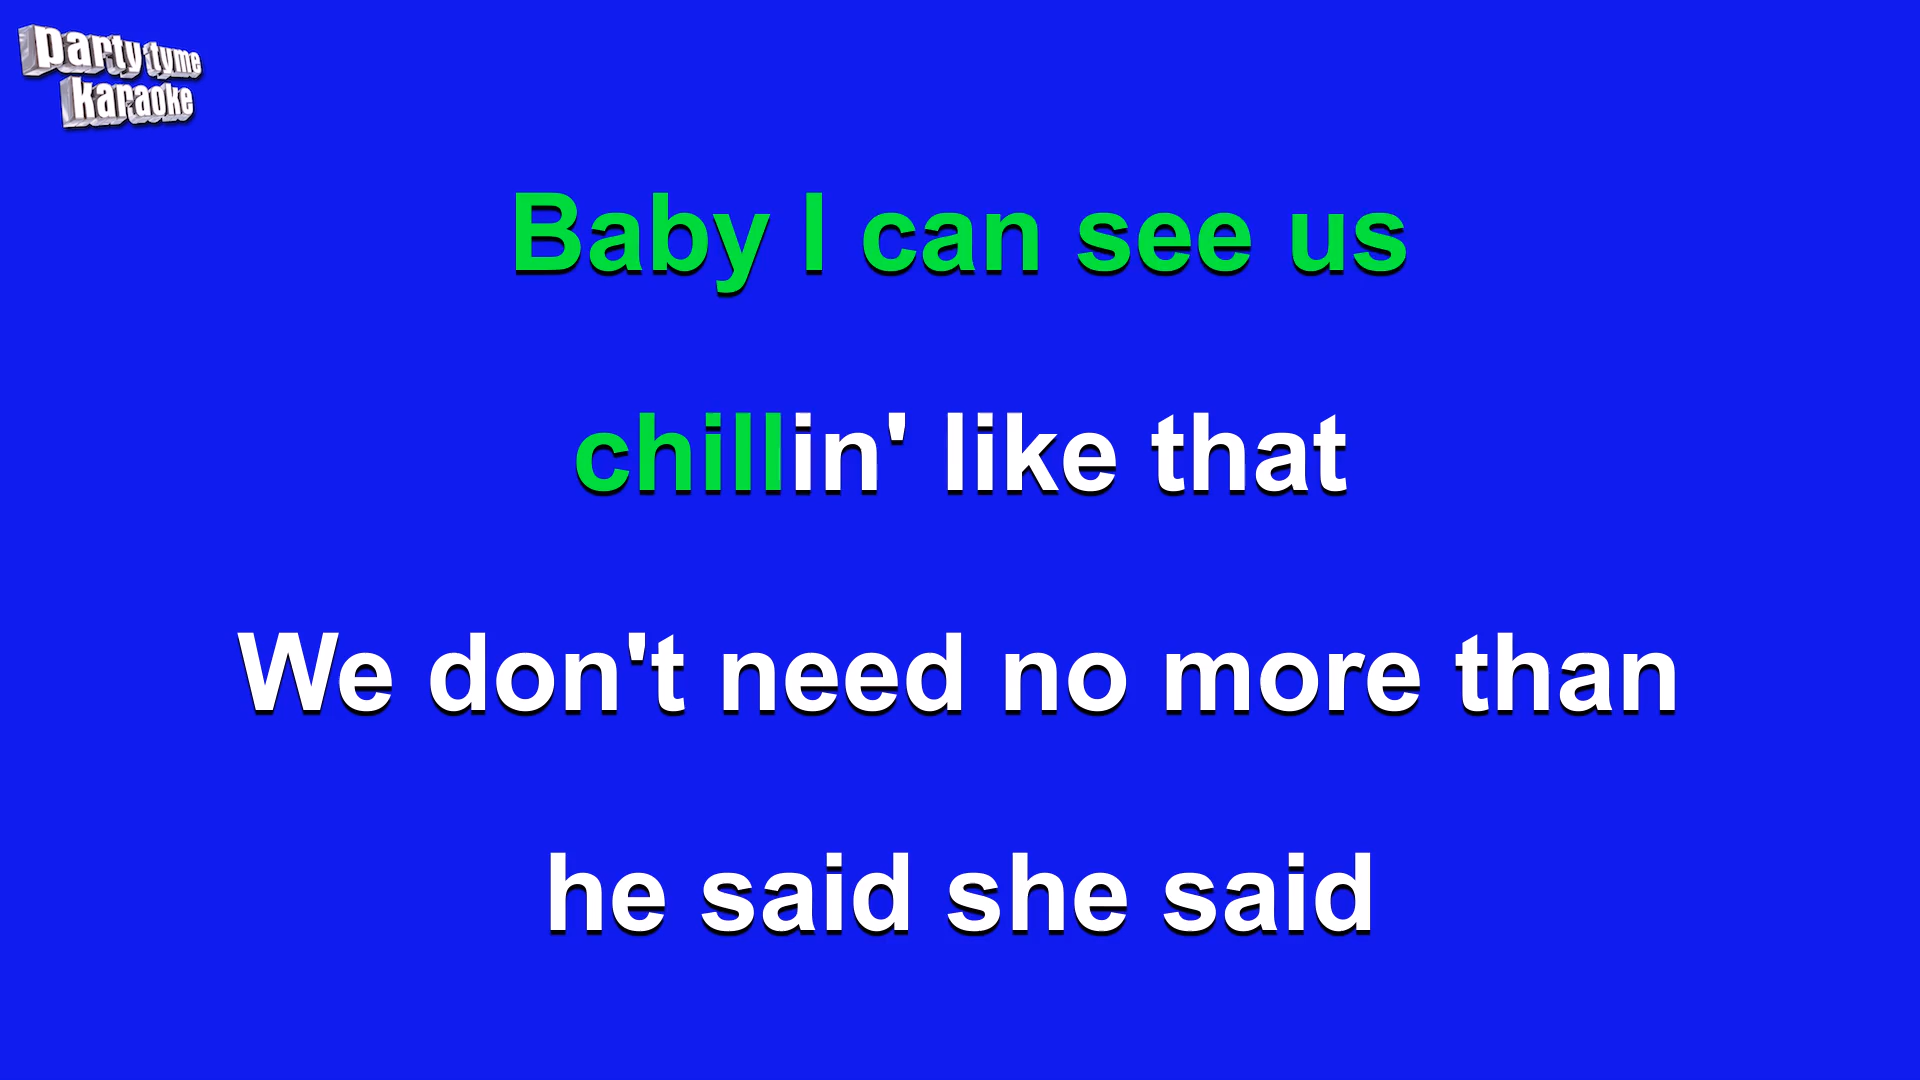 party tyme
karaoke
Baby I can see us
chillin' like that
We don't need no more than
he said she said